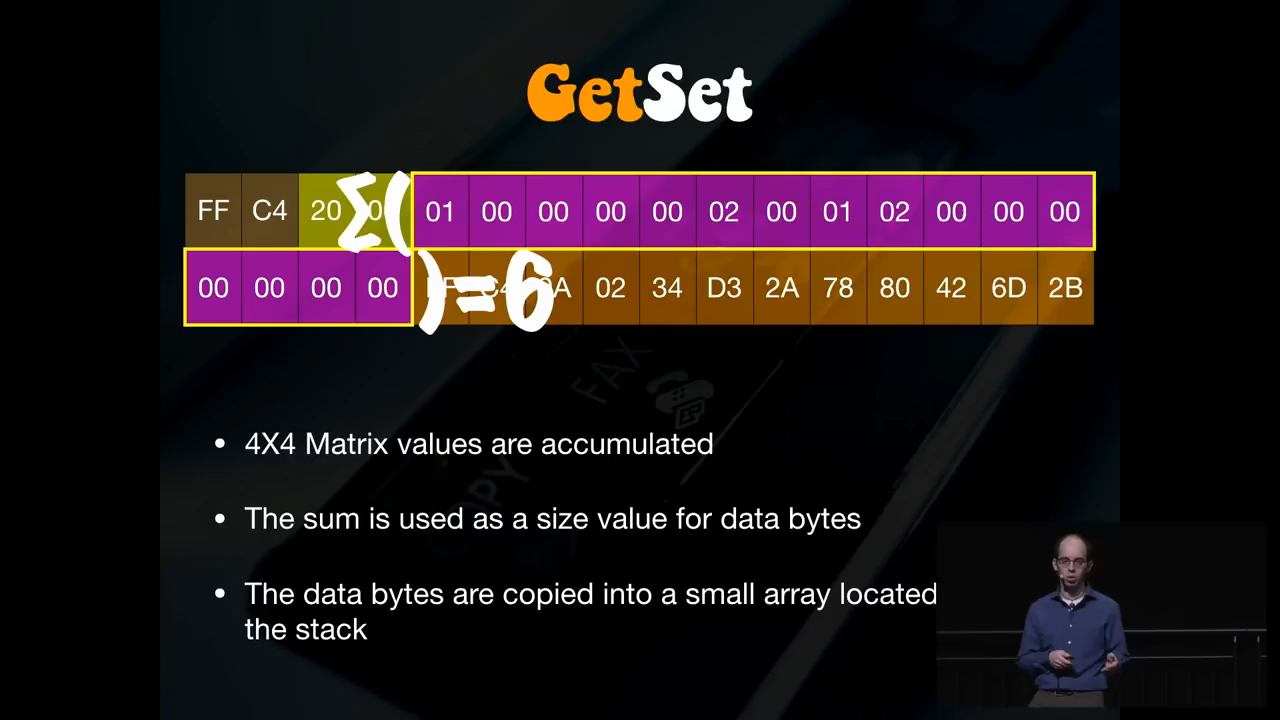 GetSet
FF C4 20 Σ( 01 00 00 00 00 02 00 01 02 00 00 00
00 00 00 00 )=6 A 02 34 D3 2A 78 80 42 6D 2B
FAX
COPY
• 4X4 Matrix values are accumulated
• The sum is used as a size value for data bytes
• The data bytes are copied into a small array located
the stack